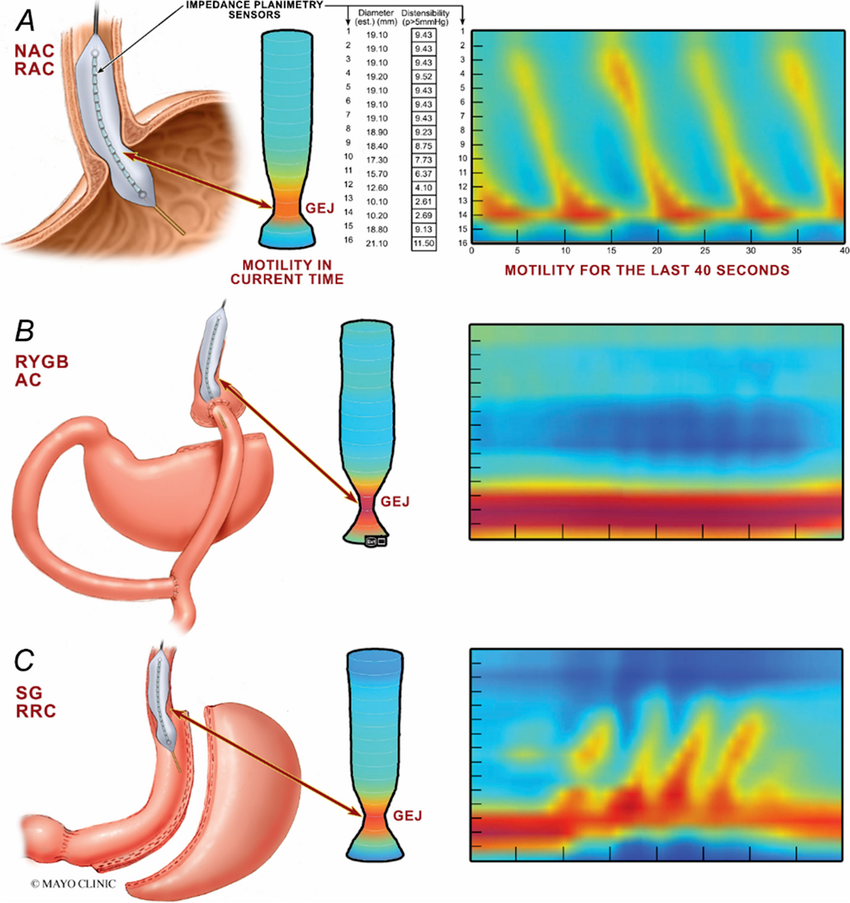 A
NAC
RAC
IMPEDANCE PLANIMETRY
SENSORS
GEJ
MOTILITY IN
CURRENT TIME
Diameter Distensibility
(est.) (mm) (p>5mmHg)
1 19.10 9.43 1
2 19.10 9.43 2
3 19.10 9.43 3
4 19.20 9.52 4
5 19.10 9.43 5
6 19.10 9.43 6
7 19.10 9.43 7
8 18.90 9.23 8
9 18.40 8.75 9
10 17.30 7.73 10
11 15.70 6.37 11
12 12.60 4.10 12
13 10.10 2.61 13
14 10.20 2.69 14
15 18.80 9.13 15
16 21.10 11.50 16
0 5 10 15 20 25 30 35 40
MOTILITY FOR THE LAST 40 SECONDS
B
RYGB
AC
GEJ
C
SG
RRC
GEJ
© MAYO CLINIC